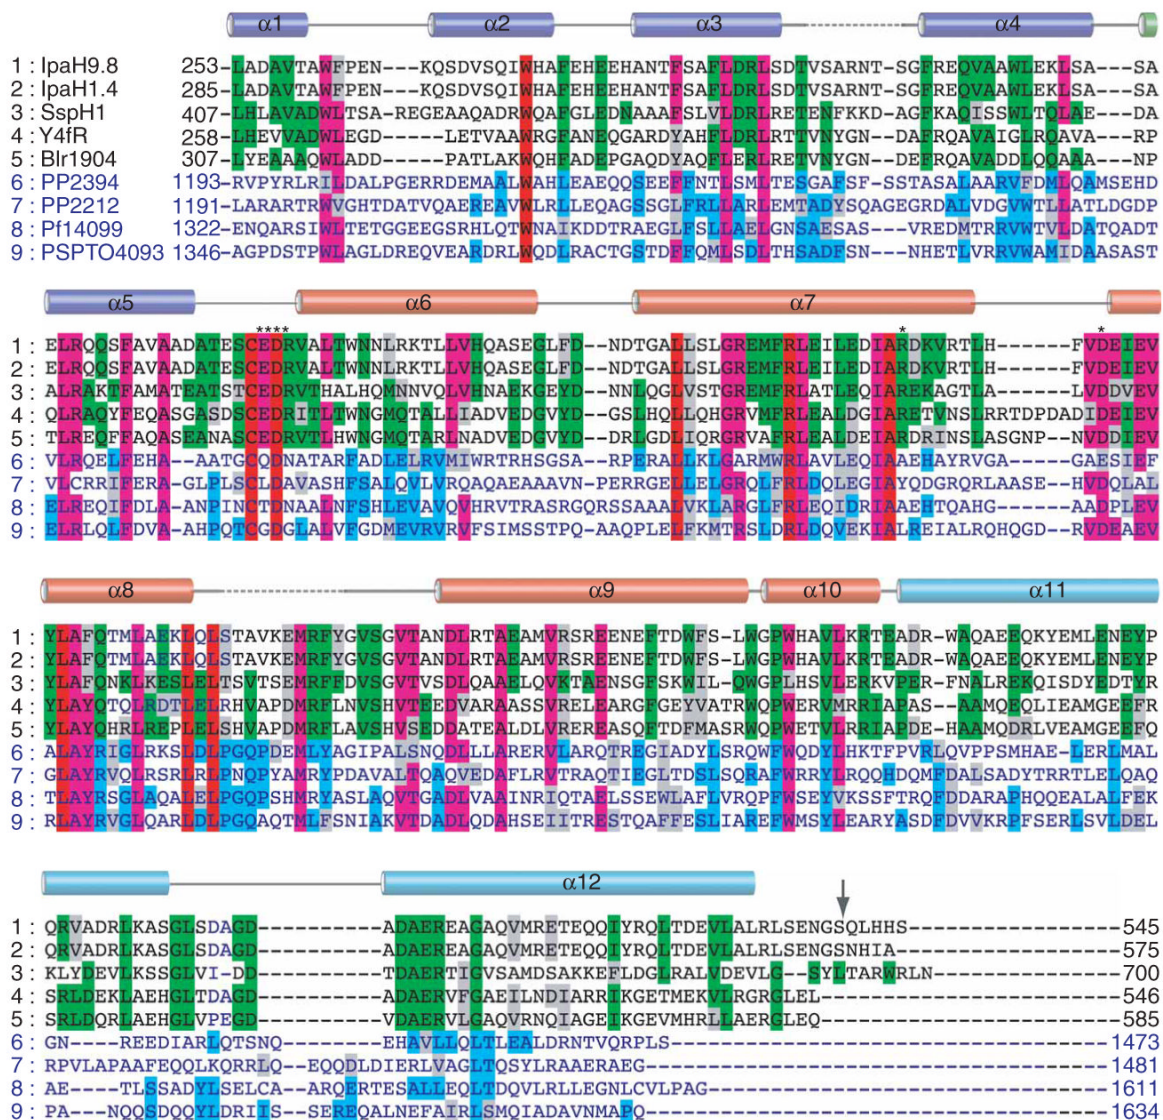 α1 α2 α3 α4
1 : IpaH9.8 253-LADAVTAWFPEN---KQSDVSQIWHAFEHEEHANTFSAFLDRLSDTVSARNT-SGFREQVAAWLEKLSA--SA
2 : IpaH1.4 285-LADAVTAWFPEN---KQSDVSQIWHAFEHEEHANTFSAFLDRLSDTVSARNT-SGFREQVAAWLEKLSA--SA
3 : SspH1 407-LHLAVADWLTSA-REGEAAQADRWQAFGLEDNAAAFSLVLDRLRETENFKKD-AGFKAQISSWLTQLAE--DA
4 : Y4fR 258-LHEVVADWLEGD----LETVAAWRGFANEQGARDYAHFLDRLRTTVNYGN--DAFRQAVAIGLRQAVA--RP
5 : Blr1904 307-LYEAAAQWLADD----PATLAKWQHFADEPGAQDYAQFLERLRETVNYGN--DEFRQAVADDLQQAAA--NP
6 : PP2394 1193-RVPYRLRILDALPGERRDEMAALWAHLEAEQQSEEFFNTLSMLTESGAFSF-SSTASALAARVFDMLQAMSEHD
7 : PP2212 1191-LARARTRWVGHTDATVQAEREAVWLRLLEQAGSSGLFRLLARLEMTADYSQAGEGRDALVDGVWTLLATLDGDP
8 : Pf14099 1322-ENQARSIWLTETGGEEGSRHLQTWNAIKDDTRAEGLFSLLAELGNSAESAS---VREDMTRRVWTVLDATQADT
9 : PSPTO4093 1346-AGPDSTPWLAGLDREQVEARDRLWQDLRACTGSTDFFQMLSDLTHSADFSN---NHETLVRRVWAMIDAASAST
α5 α6 α7
**** * *
1 : ELRQQSFAVAADATESCEDRVALTWNNLRKTLLVHQASEGLFD--NDTGALLSLGREMFRLEILEDIARDKVRTLH------FVDEIEV
2 : ELRQQSFAVAADATESCEDRVALTWNNLRKTLLVHQASEGLFD--NDTGALLSLGREMFRLEILEDIARDKVRTLH------FVDEIEV
3 : ALRAKTFAMATEATSTCEDRVTHALHQMNNVQLVHNAEKGEYD--NNLQGLVSTGREMFRLATLEQIAREKAGTLA------LVDDVEV
4 : QLRAQYFEQASGASDSCEDRITLTWNGMQTALLIADVEDGVYD--GSLHQLLQHGRVMFRLEALDGIARETVNSLRRTDPDADIDEIEV
5 : TLREQFFAQASEANASCEDRVTLHWNGMQTARLNADVEDGVYD--DRLGDLIQRGRVAFRLEALDEIARDRINSLASGNP--NVDDIEV
6 : VLRQELFEHA--AATGCQDNATARFADLELRVMIWRTRHSGSA--RPERALLKLGARMWRLAVLEQIAAEHAYRVGA-----GAESIEF
7 : VLCRRIFERA-GLPLSCLDAVASHFSALQVLVRQAQAEAAAVN-PERRGELLELGRQLFRLDQLEGIAYQDGRQRLAASE-HVDQLAL
8 : ELREQIFDLA-ANPINCTDNAALNFSHLEVAVQVHRVTRASRGQRSSAAALVKLARGLFRLEQIDRIAAEHTQAHG------AADPLEV
9 : ELRLQLFDVA-AHPQTCGDGLALVFGDMEVRVRVFSIMSSTPQ-AAQPLELFKMTRSLDRLDQVEKIALREIALRQHQGD--RVDEAEV
α8 α9 α10 α11
1 : YLAFQTMLAEKLQLSTAVKEMRFYGVSGVTANDLRTAEAMVRSREENEFTDWFS-LWGPWHAVLKRTEADR-WAQAEEQKYEMLENEYP
2 : YLAFQTMLAEKLQLSTAVKEMRFYGVSGVTANDLRTAEAMVRSREENEFTDWFS-LWGPWHAVLKRTEADR-WAQAEEQKYEMLENEYP
3 : YLAFQNKLKESLELTSVTSEMRFFDVSGVTVSDLQAAELQVKTAENSGFSKWIL-QWGPLHSVLERKVPER-FNALREKQISDYEDTYR
4 : YLAYQTQLRDTLELRHVAPDMRFLNVSHVTEEDVARAASSVRELEARGFGEYVATRWQPWERVMRRIAPAS--AAMQEQLIEAMGEEFR
5 : YLAYQHRLREPLELSHVAPDMRFLAVSRVTEEDATEALDLVRERERASQFTDFMASRWQPWETVLRRIAPDE-HAAMQDRLVEAMGEEFQ
6 : ALAYRIGLRKSLDLPGQPDEMLYAGIPALSNQDLLLARERVLARQTREGLADYLSRQWFWQDYLHKTFPVRLQVPPSMHAE-LERLMAL
7 : GLAYRVQLRSRLRLPNQPYAMRYPDAVALTQAQVEDAFLRVTRAQTIEGLTDSLSQRAFWRRYLRQQHDQMFDALSADYTRRTLELQAQ
8 : TLAYRSGLAQALELPGQPSHMRYASLAQVTGADLVAAINRIQTAELSSEWLAFLVRQPFWSEYVKSSFTRQFDDARAPHQQEALALFEK
9 : RLAYRVGLQARLDLPGQAQTMLFSNIAKVTDADLQDAHSEIITRESTQAFFESLIAREFWMSYLEARYASDFDVVKRPFSERLSVLDEL
α12
1 : QRVADRLKASGLSDAGD---------ADAEREAGAQVMRETEQQIYRQLTDEVLALRLSENGSQLHHS-----------------545
2 : QRVADRLKASGLSDAGD---------ADAEREAGAQVMRETEQQIYRQLTDEVLALRLSENGSNHIA------------------575
3 : KLYDEVLKSSGLVI-DD---------TDAERTIGVSAMDSAKKEFLDGLRALVDEVLG--SYLTARWRLN---------------700
4 : SRLDEKLAEHGLTDAGD---------ADAERVFGAEILNDIARRIKGETMEKVLRGRGLEL------------------------546
5 : SRLDQRLAEHGLVPEGD---------VDAERVLGAQVRNQIAGEIKGEVMHRLLAERGLEQ------------------------585
6 : GN----REEDIARLQTSNQ-------EHAVLLQLTLEALDRNTVQRPLS-----------------------------------1473
7 : RPVLAPAAFEQQLKQRRLQ--EQQDLDIERLVAGLTQSYLRAAERAEG------------------------------------1481
8 : AE----TLSSADYLSELCA--ARQERTESALLEQLTDQVLRLLEGNLCVLPAG-------------------------------1611
9 : PA---NQQSDQQYLDRIIS--SEREQALNEFAIRLSMQIADAVNMAPQ------------------------------------1634